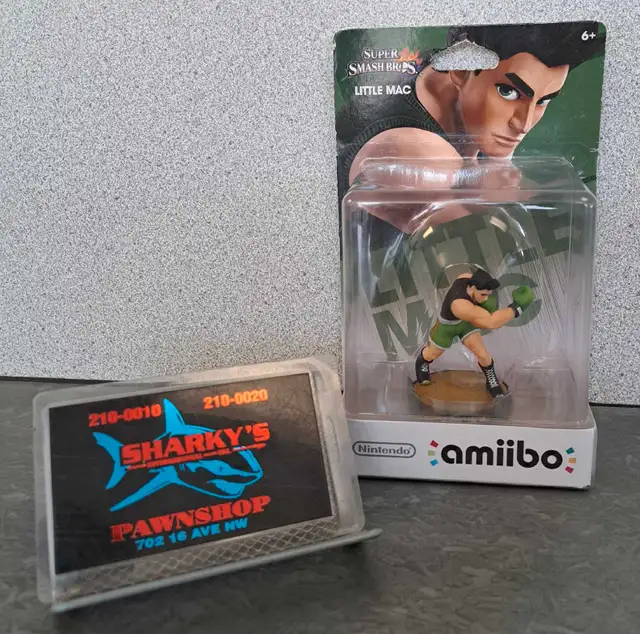 SUPER
SMASH BROS.
LITTLE MAC
6+
LITTLE
MAC
Nintendo
amiibo
210-0010 210-0020
SHARKY'S
PAWNSHOP
702 16 AVE NW